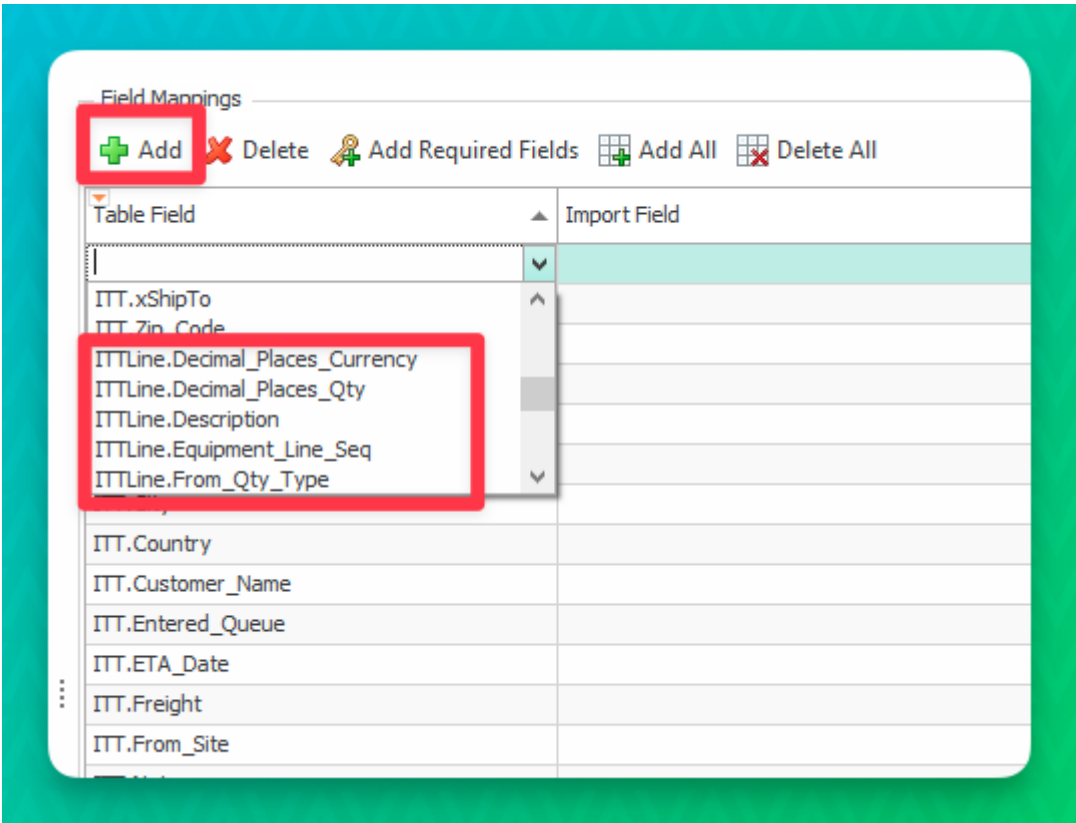 Field Mappings
Add Delete Add Required Fields Add All Delete All
Table Field Import Field
ITT.xShipTo
ITT.Zip_Code
ITTLine.Decimal_Places_Currency
ITTLine.Decimal_Places_Qty
ITTLine.Description
ITTLine.Equipment_Line_Seq
ITTLine.From_Qty_Type
ITT.Country
ITT.Customer_Name
ITT.Entered_Queue
ITT.ETA_Date
ITT.Freight
ITT.From_Site